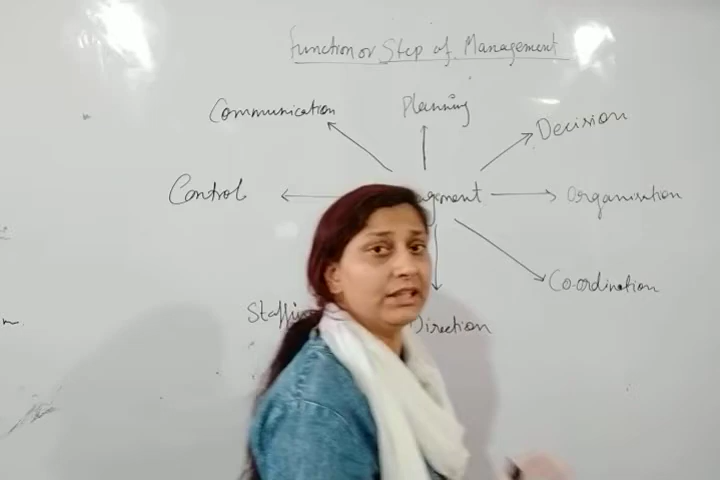 Function or Step of Management
Communication
Planning
Decision
Control
Organisation
Co-ordination
Direction